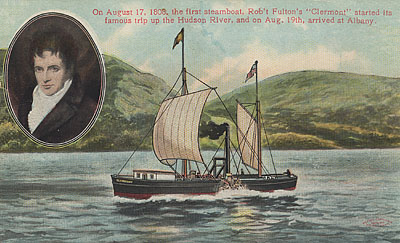 On August 17, 1808, the first steamboat, Rob't Fulton's "Clermont" started its
famous trip up the Hudson River, and on Aug. 19th, arrived at Albany.